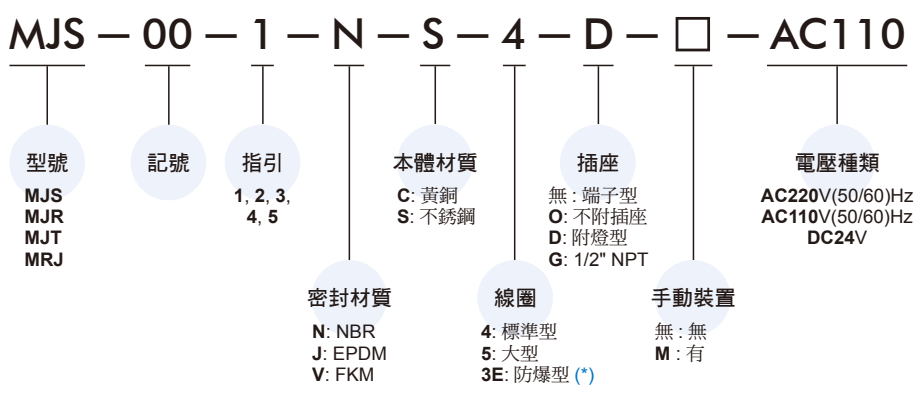 MJS — 00 — 1 — N — S — 4 — D — □ — AC110
型號
MJS
MJR
MJT
MRJ
記號
指引
1, 2, 3,
4, 5
密封材質
N: NBR
J: EPDM
V: FKM
本體材質
C: 黃銅
S: 不銹鋼
線圈
4: 標準型
5: 大型
3E: 防爆型 (*)
插座
無 : 端子型
O: 不附插座
D: 附燈型
G: 1/2" NPT
手動裝置
無 : 無
M : 有
電壓種類
AC220V(50/60)Hz
AC110V(50/60)Hz
DC24V